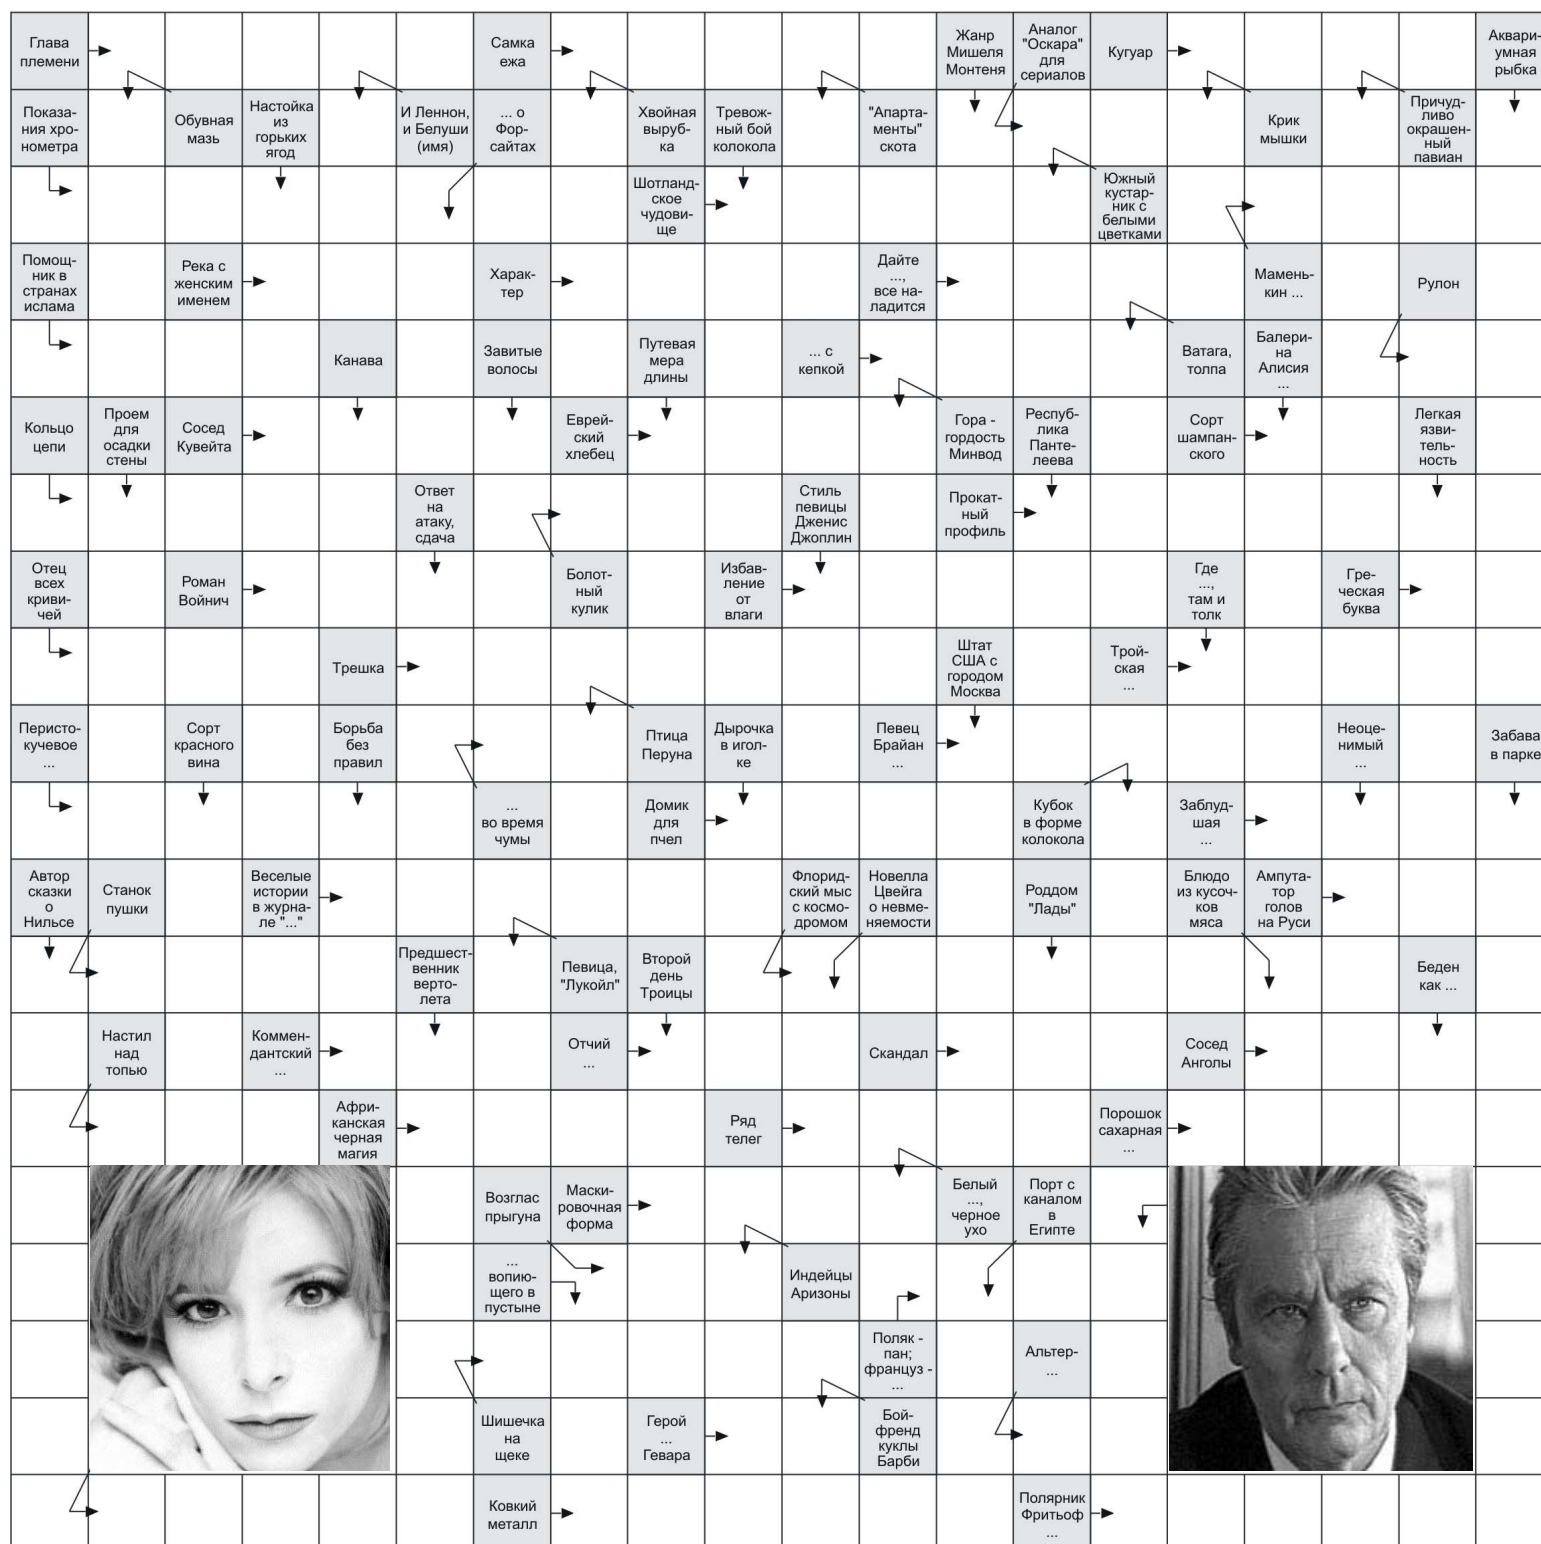 Глава
племени
Самка
ежа
Жанр
Мишеля
Монтеня
Аналог
"Оскара"
для
сериалов
Кугуар
Аквари-
умная
рыбка
Показа-
ния хро-
нометра
Обувная
мазь
Настойка
из
горьких
ягод
И Леннон,
и Белуши
(имя)
... о
Фор-
сайтах
Хвойная
выруб-
ка
Тревож-
ный бой
колокола
"Апарта-
менты"
скота
Крик
мышки
Причуд-
ливо
окрашен-
ный
павиан
Шотланд-
ское
чудови-
ще
Южный
кустар-
ник с
белыми
цветками
Помощ-
ник в
странах
ислама
Река с
женским
именем
Харак-
тер
Дайте
...,
все на-
ладится
Мамень-
кин ...
Рулон
Канава
Завитые
волосы
Путевая
мера
длины
... с
кепкой
Ватага,
толпа
Балери-
на
Алисия
...
Кольцо
цепи
Проем
для
осадки
стены
Сосед
Кувейта
Еврей-
ский
хлебец
Гора -
гордость
Минвод
Респуб-
лика
Панте-
леева
Сорт
шампан-
ского
Легкая
язви-
тель-
ность
Ответ
на
атаку,
сдача
Стиль
певицы
Дженис
Джоплин
Прокат-
ный
профиль
Отец
всех
криви-
чей
Роман
Войнич
Болот-
ный
кулик
Избав-
ление
от
влаги
Где
...,
там и
толк
Гре-
ческая
буква
Трешка
Штат
США с
городом
Москва
Трой-
ская
...
Перисто-
кучевое
...
Сорт
красного
вина
Борьба
без
правил
Птица
Перуна
Дырочка
в игол-
ке
Певец
Брайан
...
Неоце-
нимый
...
Забава
в парке
...
во время
чумы
Домик
для
пчел
Кубок
в форме
колокола
Заблуд-
шая
...
Автор
сказки
о
Нильсе
Станок
пушки
Веселые
истории
в журна-
ле "..."
Флорид-
ский мыс
с космо-
дромом
Новелла
Цвейга
о невме-
няемости
Роддом
"Лады"
Блюдо
из кусоч-
ков
мяса
Ампута-
тор
голов
на Руси
Предшест-
венник
верто-
лета
Певица,
"Лукойл"
Второй
день
Троицы
Беден
как ...
Настил
над
топью
Коммен-
дантский
...
Отчий
...
Скандал
Сосед
Анголы
Афри-
канская
черная
магия
Ряд
телег
Порошок
сахарная
...
Возглас
прыгуна
Маски-
ровочная
форма
Белый
...,
черное
ухо
Порт с
каналом
в
Египте
...
вопию-
щего в
пустыне
Индейцы
Аризоны
Поляк -
пан;
француз -
...
Альтер-
...
Шишечка
на
щеке
Герой
...
Гевара
Бой-
френд
куклы
Барби
Ковкий
металл
Полярник
Фритьоф
...